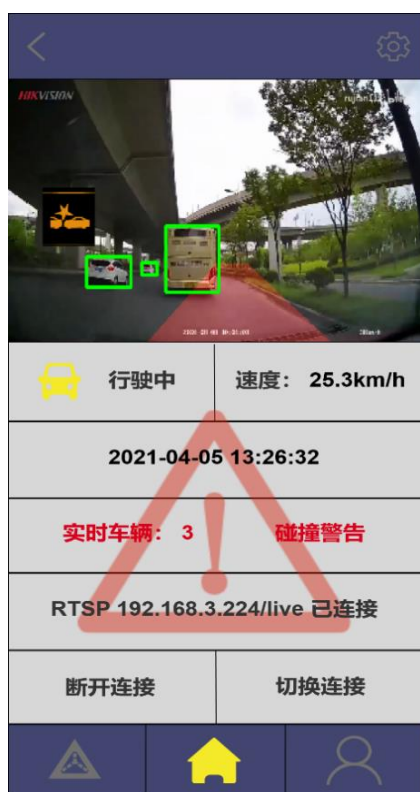 HIKVISION
行驶中
速度： 25.3km/h
2021-04-05 13:26:32
实时车辆： 3
碰撞警告
RTSP 192.168.3.224/live 已连接
断开连接
切换连接